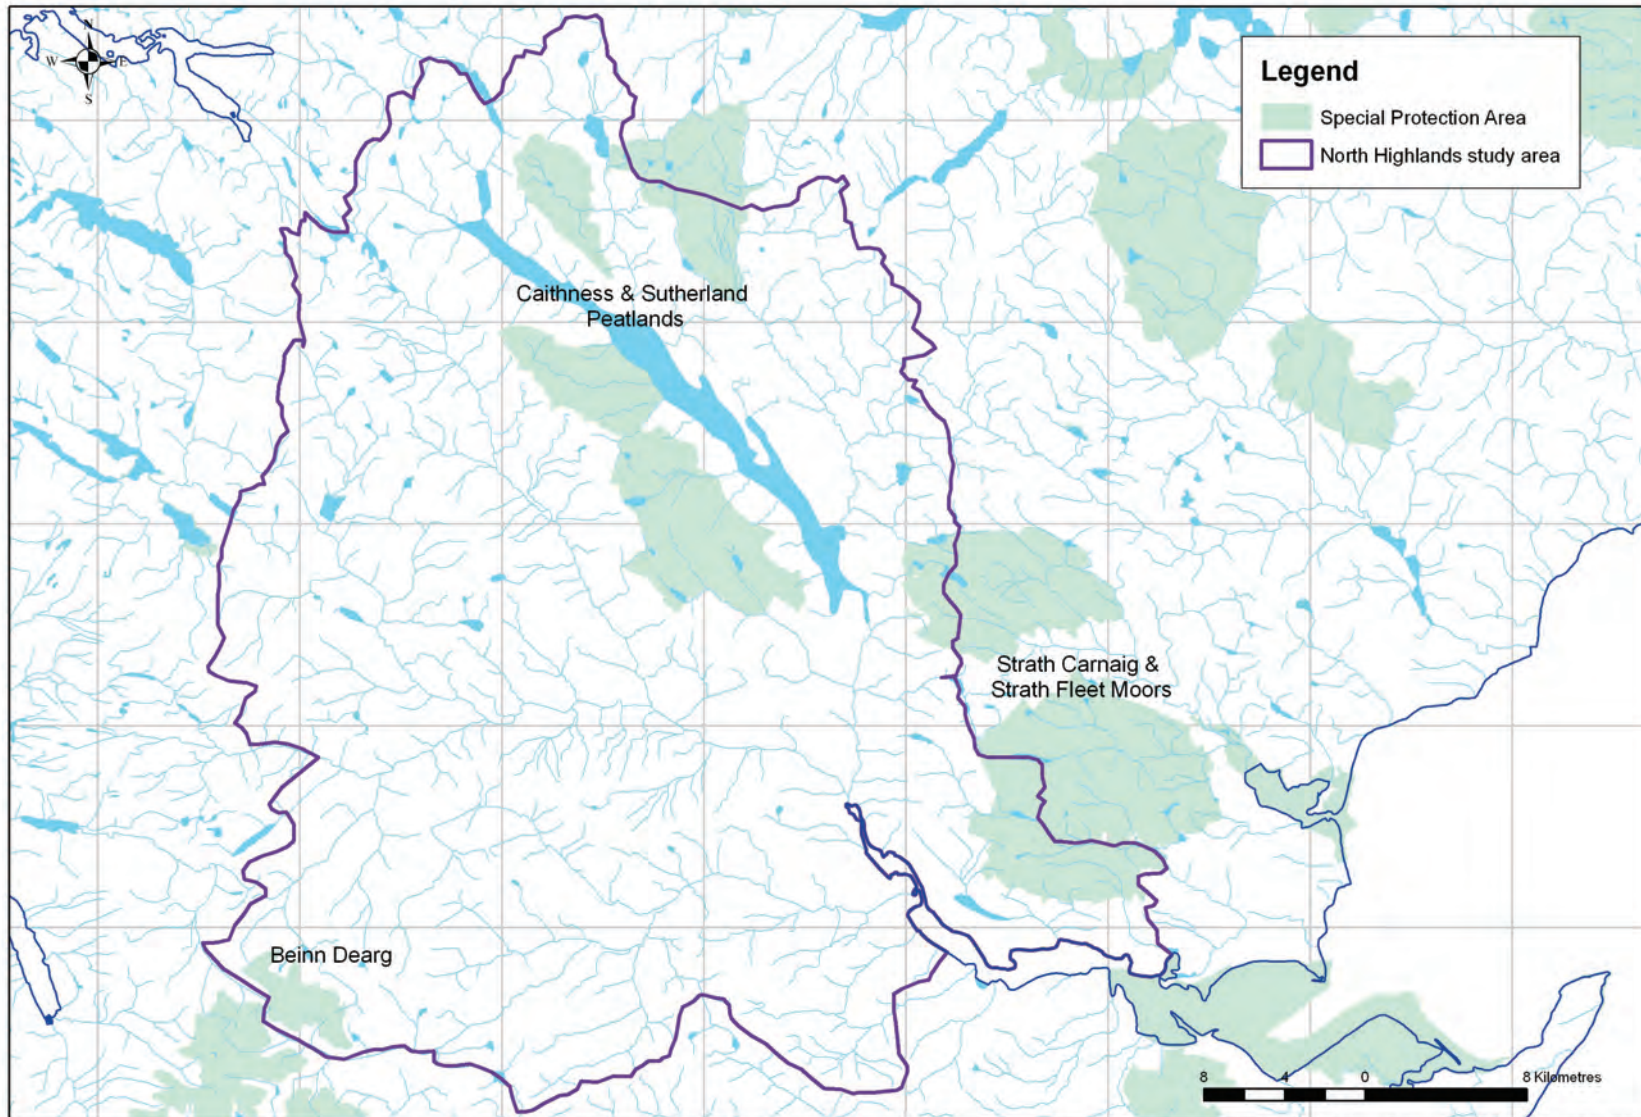 N
W E
S
Legend
Special Protection Area
North Highlands study area
Caithness & Sutherland
Peatlands
Strath Carnaig &
Strath Fleet Moors
Beinn Dearg
8 4 0 8 Kilometres